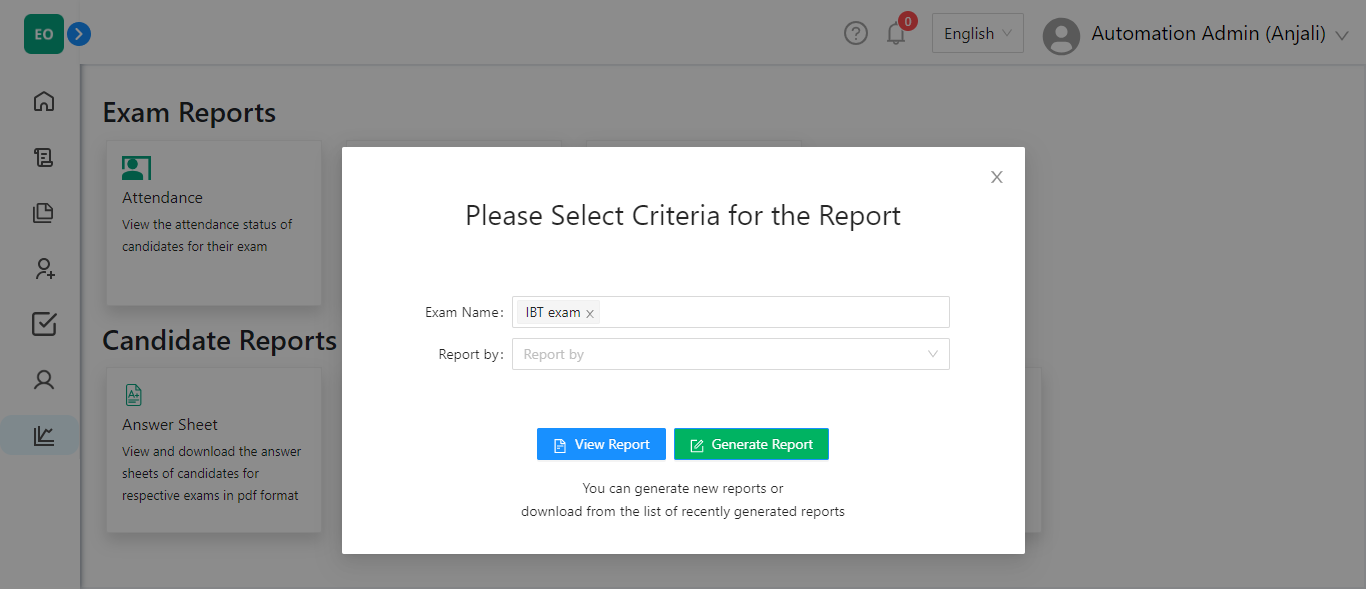 EO
0
English
Automation Admin (Anjali)
Exam Reports
Attendance
View the attendance status of
candidates for their exam
Please Select Criteria for the Report
Exam Name:
IBT exam
Report by:
Report by
View Report
Generate Report
You can generate new reports or
download from the list of recently generated reports
Candidate Reports
Answer Sheet
View and download the answer
sheets of candidates for
respective exams in pdf format